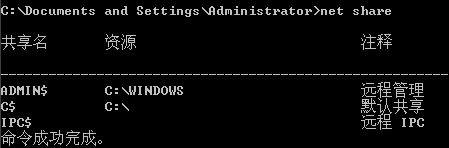 C:\Documents and Settings\Administrator>net share
共享名 资源 注释
-------------------------------------------------------------------------------
ADMIN$ C:\WINDOWS 远程管理
C$ C:\ 默认共享
IPC$ 远程 IPC
命令成功完成。